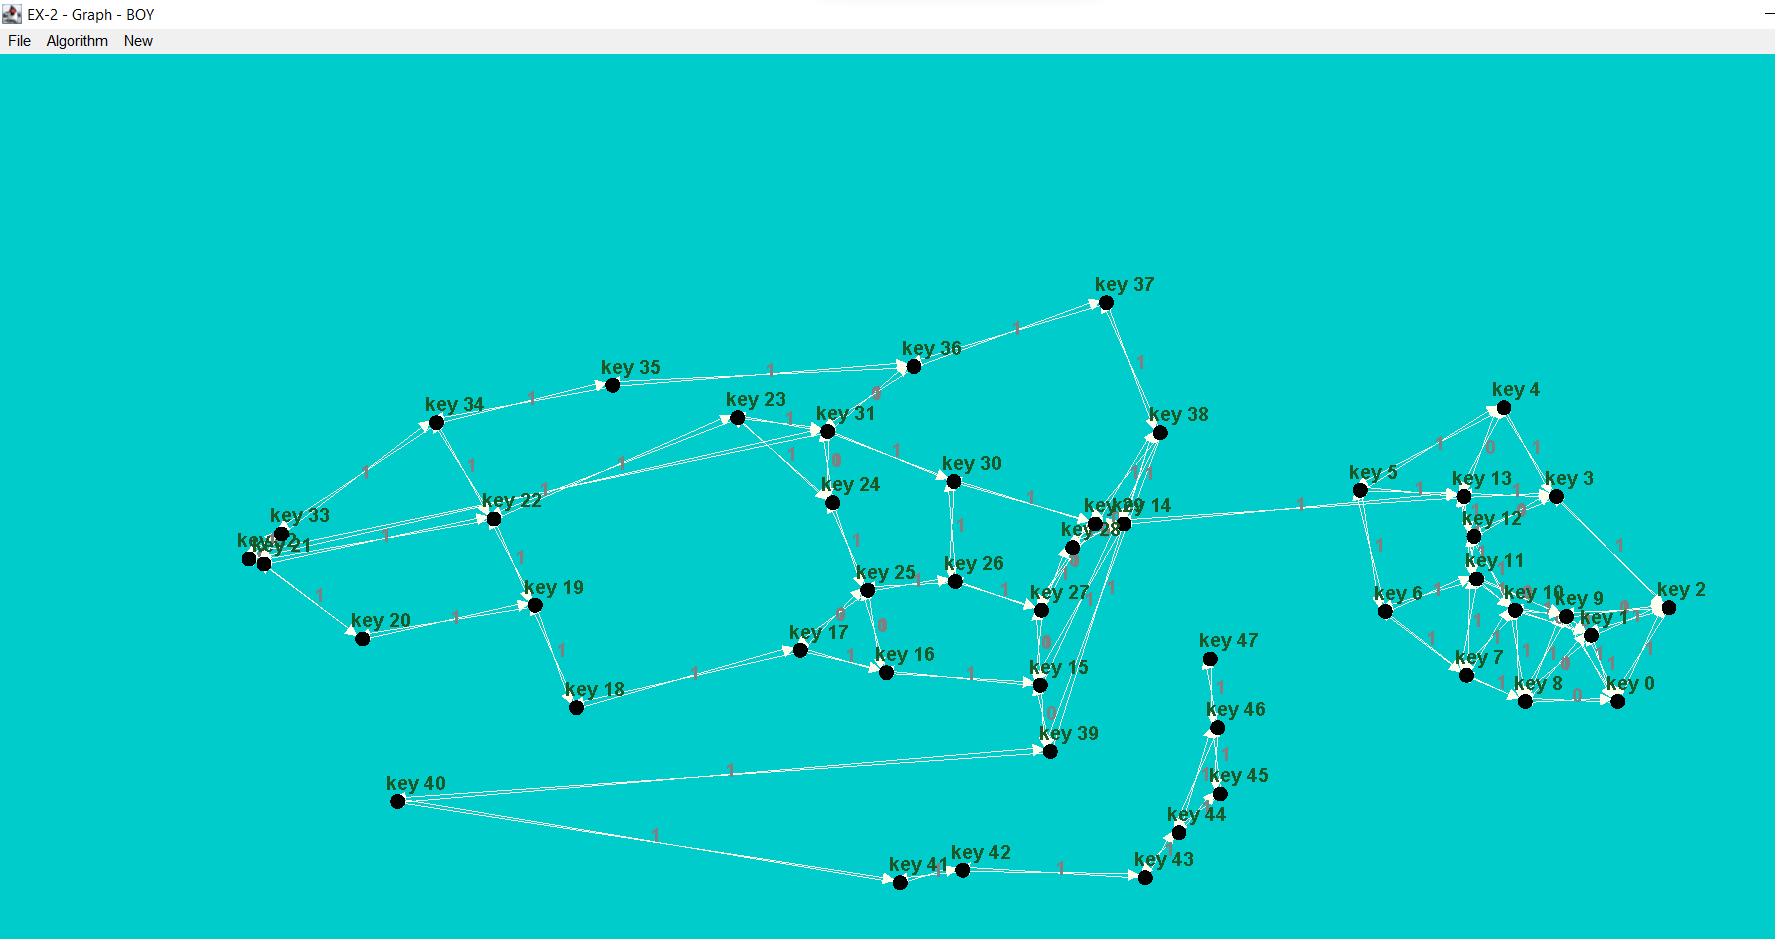 EX-2 - Graph - BOY
File Algorithm New
key 37
key 36
key 35
key 4
key 34
key 23
key 31
key 38
key 30
key 5
key 13
key 3
key 24
key 22
key 33
key 14
key 12
key 28
key 21
key 11
key 26
key 25
key 19
key 27
key 6
key 10
key 9
key 2
key 20
key 1
key 17
key 47
key 16
key 7
key 15
key 18
key 8
key 0
key 46
key 39
key 45
key 40
key 44
key 42
key 43
key 41